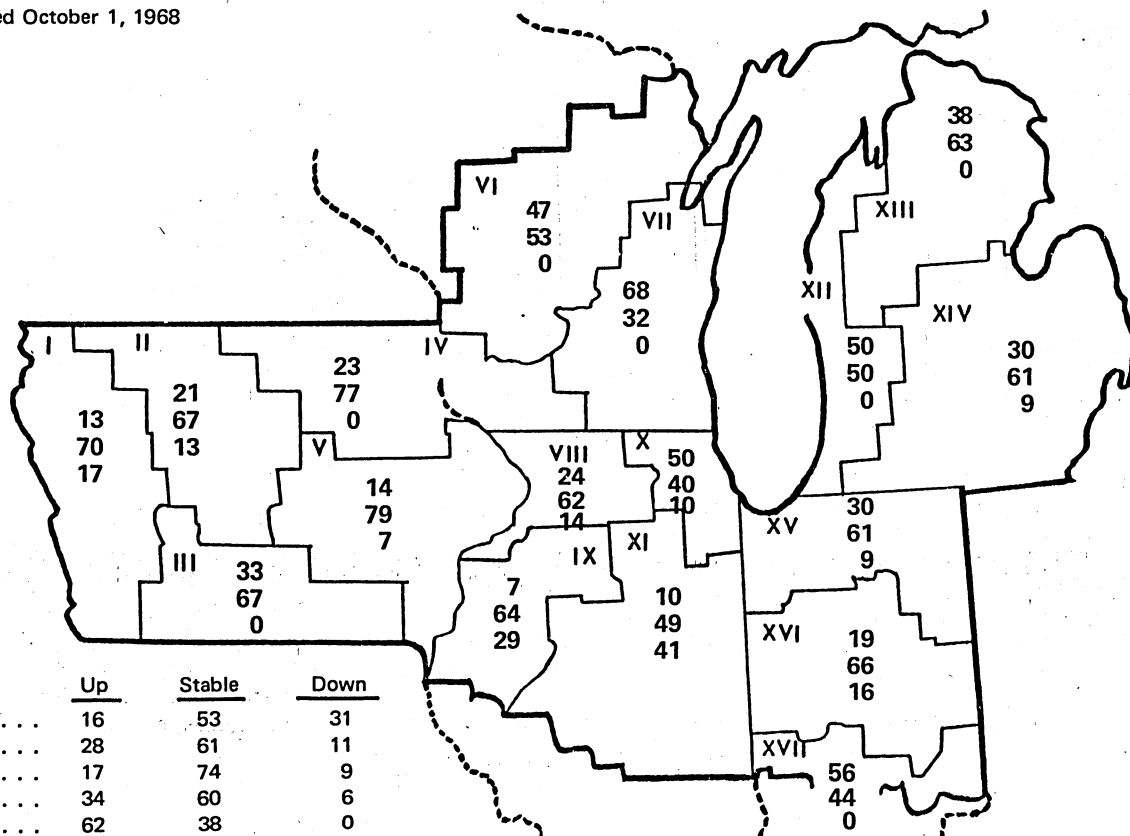 ed October 1, 1968
38
63
0
VI
47
53
0
VII
XIII
68
32
0
XII
XIV
I
II
IV
50
50
0
30
61
9
23
77
0
21
67
13
13
70
17
V
VIII
24
62
14
X
50
40
10
14
79
7
XV
30
61
9
III
33
67
0
IX
XI
7
64
29
10
49
41
XVI
19
66
16
Up Stable Down
... 16 53 31
... 28 61 11
... 17 74 9
... 34 60 6
... 62 38 0
XVII
56
44
0